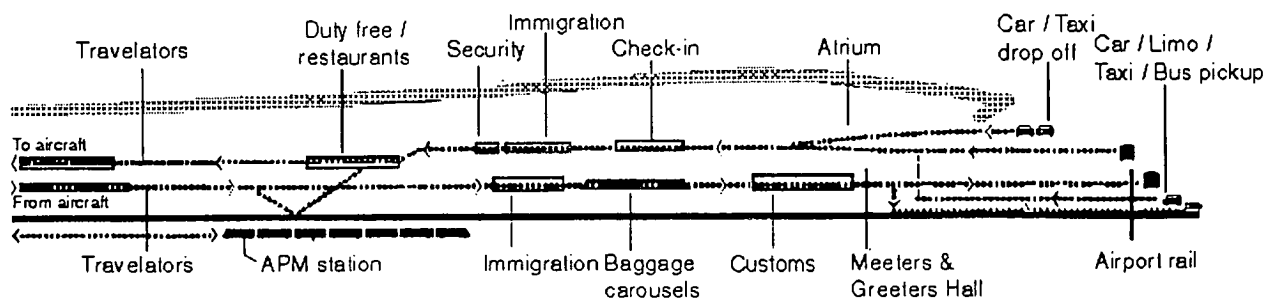 Travelators
Duty free /
restaurants
Security
Immigration
Check-in
Atrium
Car / Taxi
drop off
Car / Limo /
Taxi / Bus pickup
To aircraft
From aircraft
Travelators
APM station
Immigration
Baggage
carousels
Customs
Meeters &
Greeters Hall
Airport rail